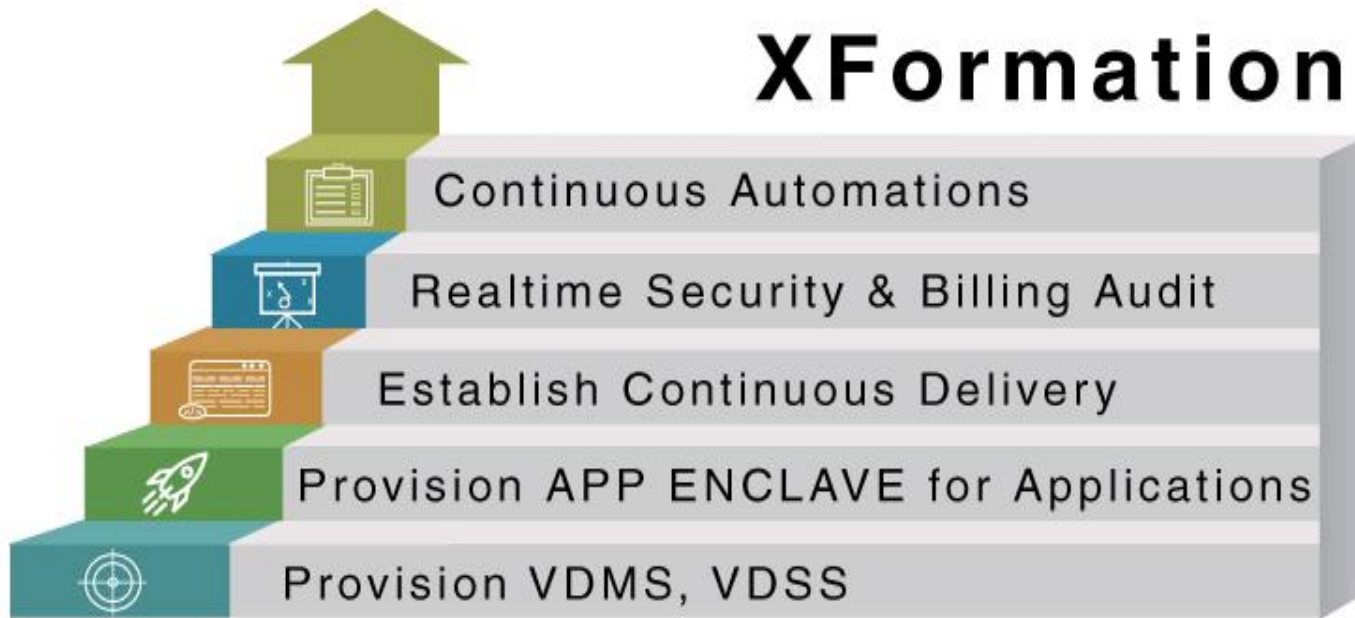 XFormation
Continuous Automations
Realtime Security & Billing Audit
Establish Continuous Delivery
Provision APP ENCLAVE for Applications
Provision VDMS, VDSS